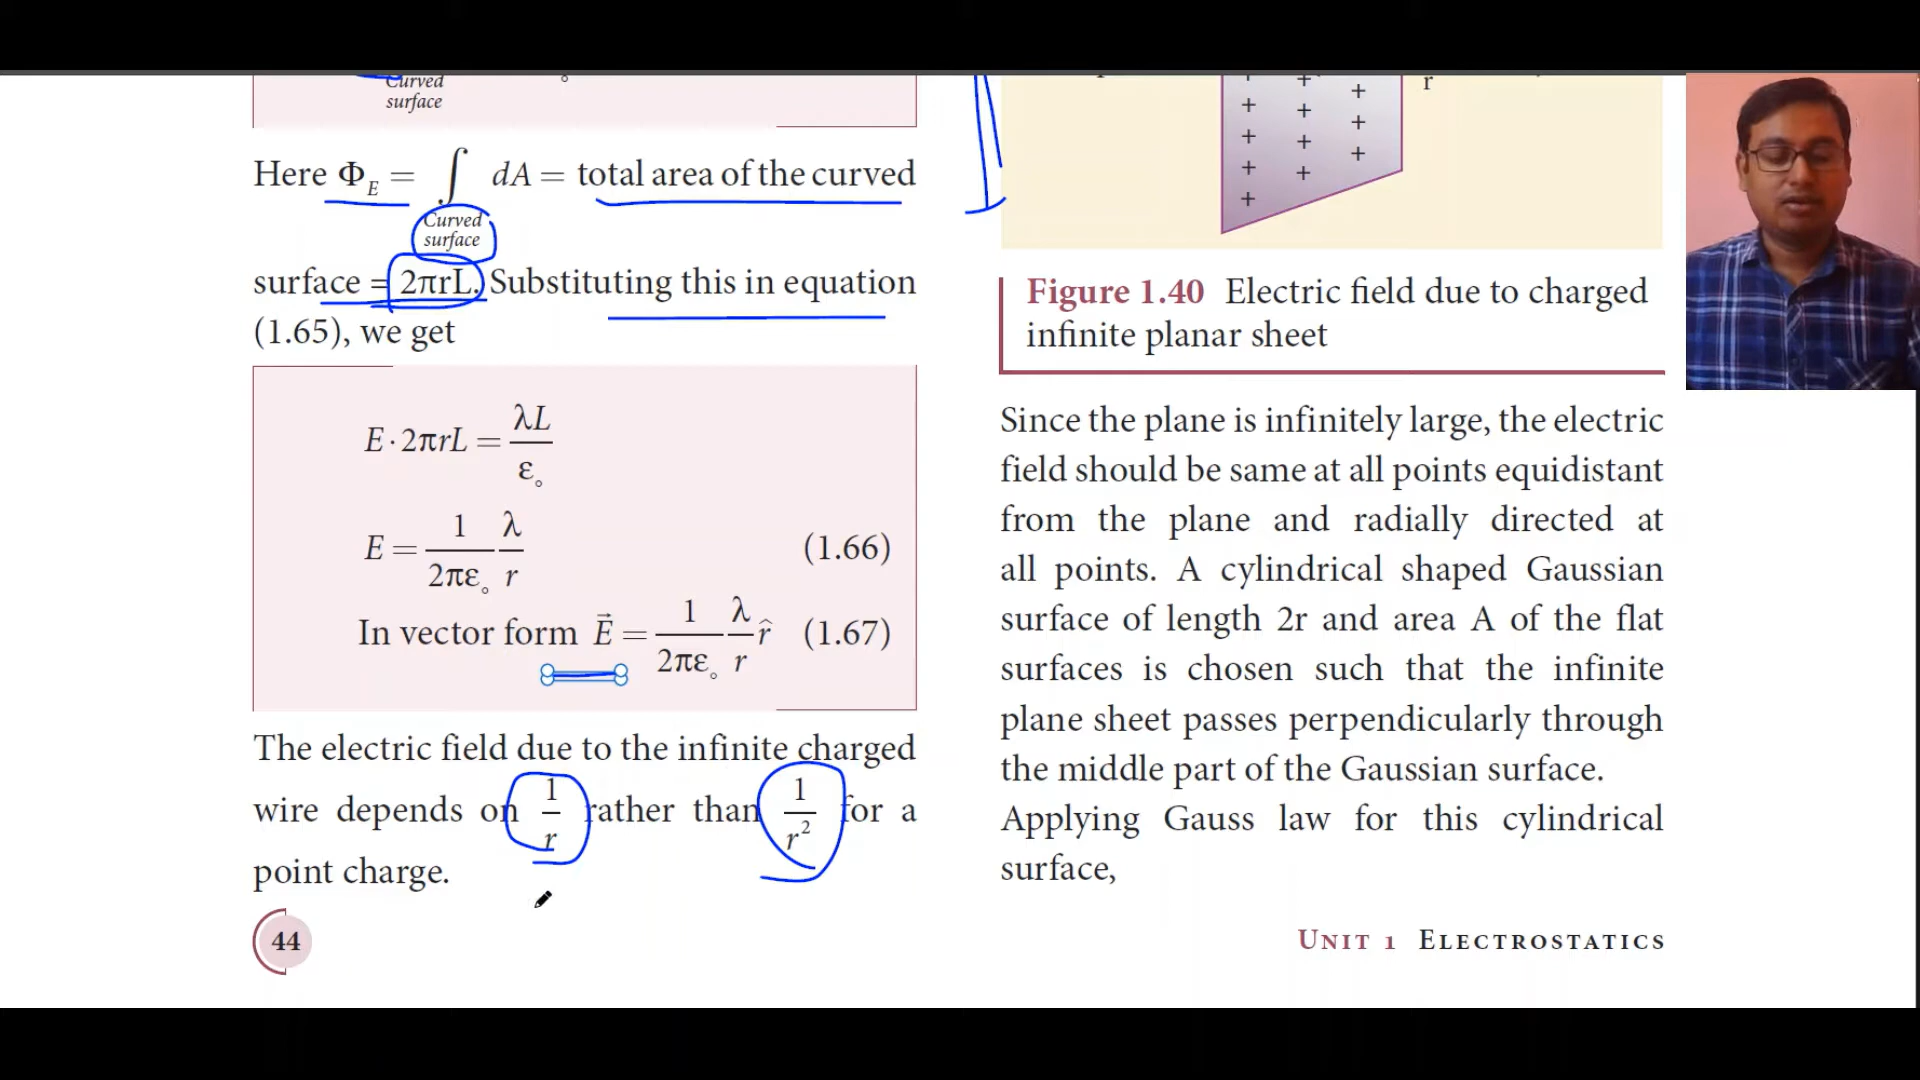 Curved
surface
Here Φ_E = ∫ dA = total area of the curved
Curved
surface
surface = 2πrL. Substituting this in equation
(1.65), we get
E · 2πrL = λL / ε∘
E = 1 / 2πε∘ λ / r (1.66)
In vector form E⃗ = 1 / 2πε∘ λ / r r̂ (1.67)
The electric field due to the infinite charged
wire depends on 1 / r rather than 1 / r² for a
point charge.
44
r
+ + +
+ + +
+ + +
+ +
+
Figure 1.40 Electric field due to charged
infinite planar sheet
Since the plane is infinitely large, the electric
field should be same at all points equidistant
from the plane and radially directed at
all points. A cylindrical shaped Gaussian
surface of length 2r and area A of the flat
surfaces is chosen such that the infinite
plane sheet passes perpendicularly through
the middle part of the Gaussian surface.
Applying Gauss law for this cylindrical
surface,
UNIT 1 ELECTROSTATICS